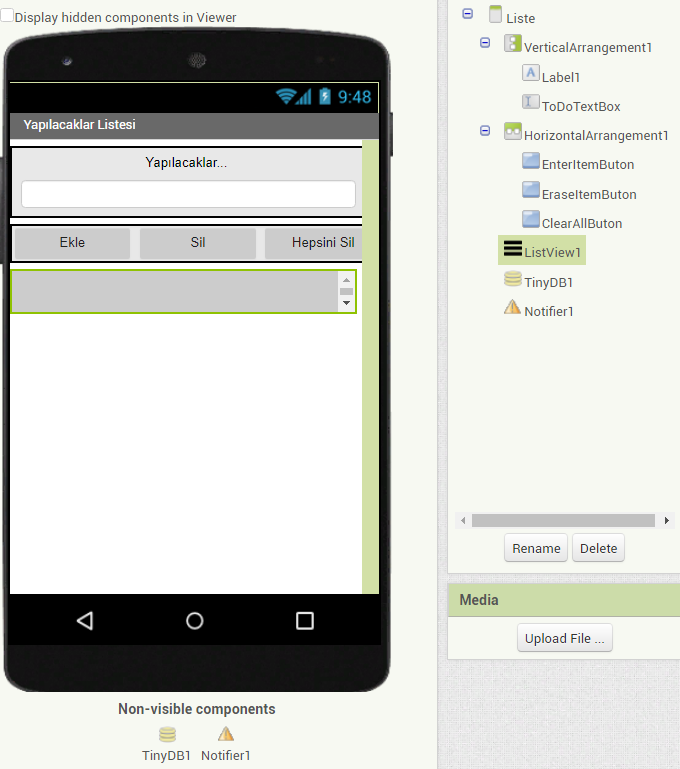 Display hidden components in Viewer
9:48
Yapılacaklar Listesi
Yapılacaklar...
Ekle
Sil
Hepsini Sil
Non-visible components
TinyDB1
Notifier1
Liste
VerticalArrangement1
A
Label1
ToDoTextBox
HorizontalArrangement1
EnterItemButon
EraseItemButon
ClearAllButon
ListView1
TinyDB1
Notifier1
Rename
Delete
Media
Upload File ...